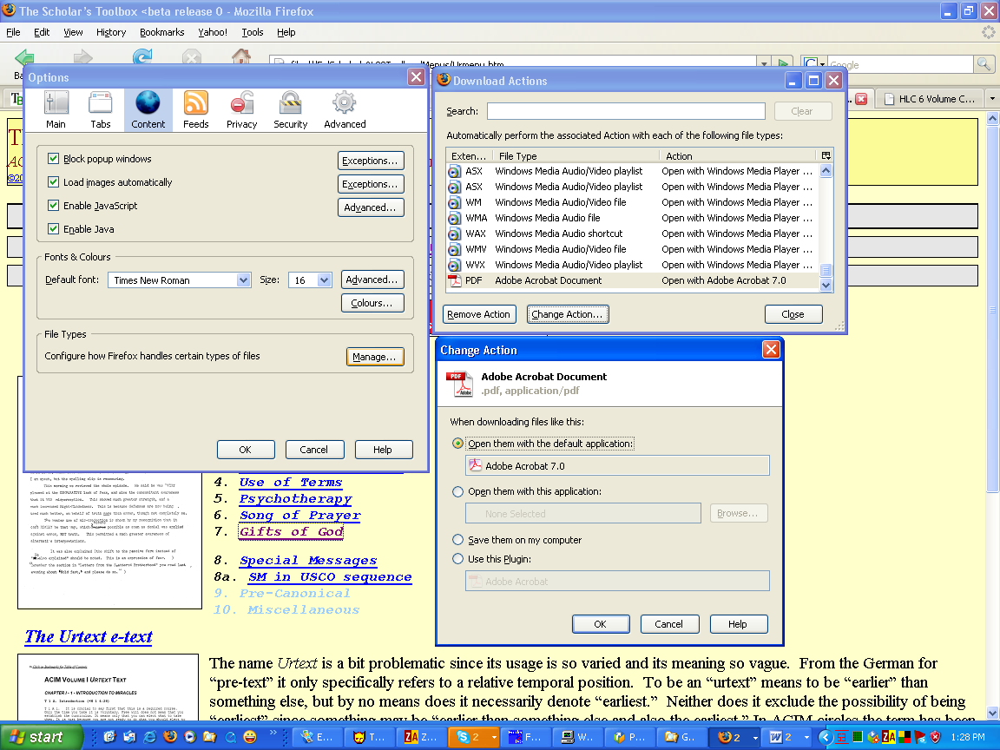 The Scholar's Toolbox <beta release 0 - Mozilla Firefox
File Edit View History Bookmarks Yahoo! Tools Help
Google
HLC 6 Volume C...
Options
Main Tabs Content Feeds Privacy Security Advanced
Block popup windows Exceptions...
Load images automatically Exceptions...
Enable JavaScript Advanced...
Enable Java
Fonts & Colours
Default font: Times New Roman Size: 16 Advanced...
Colours...
File Types
Configure how Firefox handles certain types of files Manage...
OK Cancel Help
Download Actions
Search: Clear
Automatically perform the associated Action with each of the following file types:
Exten... File Type Action
ASX Windows Media Audio/Video playlist Open with Windows Media Player ...
ASX Windows Media Audio/Video playlist Open with Windows Media Player ...
WM Windows Media Audio/Video file Open with Windows Media Player ...
WMA Windows Media Audio file Open with Windows Media Player ...
WAX Windows Media Audio shortcut Open with Windows Media Player ...
WMV Windows Media Audio/Video file Open with Windows Media Player ...
WVX Windows Media Audio/Video playlist Open with Windows Media Player ...
PDF Adobe Acrobat Document Open with Adobe Acrobat 7.0
Remove Action Change Action... Close
Change Action
Adobe Acrobat Document
.pdf, application/pdf
When downloading files like this:
Open them with the default application:
Adobe Acrobat 7.0
Open them with this application:
None Selected Browse...
Save them on my computer
Use this Plugin:
Adobe Acrobat
OK Cancel Help
4. Use of Terms
5. Psychotherapy
6. Song of Prayer
7. Gifts of God
8. Special Messages
8a. SM in USCO sequence
9. Pre-Canonical
10. Miscellaneous
The Urtext e-text
ACIM VOLUME I URTEXT TEXT
CHAPTER I - 1 - INTRODUCTION TO MIRACLES
T 1 A. Introduction
The name Urtext is a bit problematic since its usage is so varied and its meaning so vague. From the German for
“pre-text” it only specifically refers to a relative temporal position. To be an “urtext” means to be “earlier” than
something else, but by no means does it necessarily denote “earliest.” Neither does it exclude the possibility of being
“earliest” since something may be “earlier than something else and also the earliest.” In ACIM circles the term has been
start E... T... Z... 2 F... W... P... G... 2 2 1:28 PM